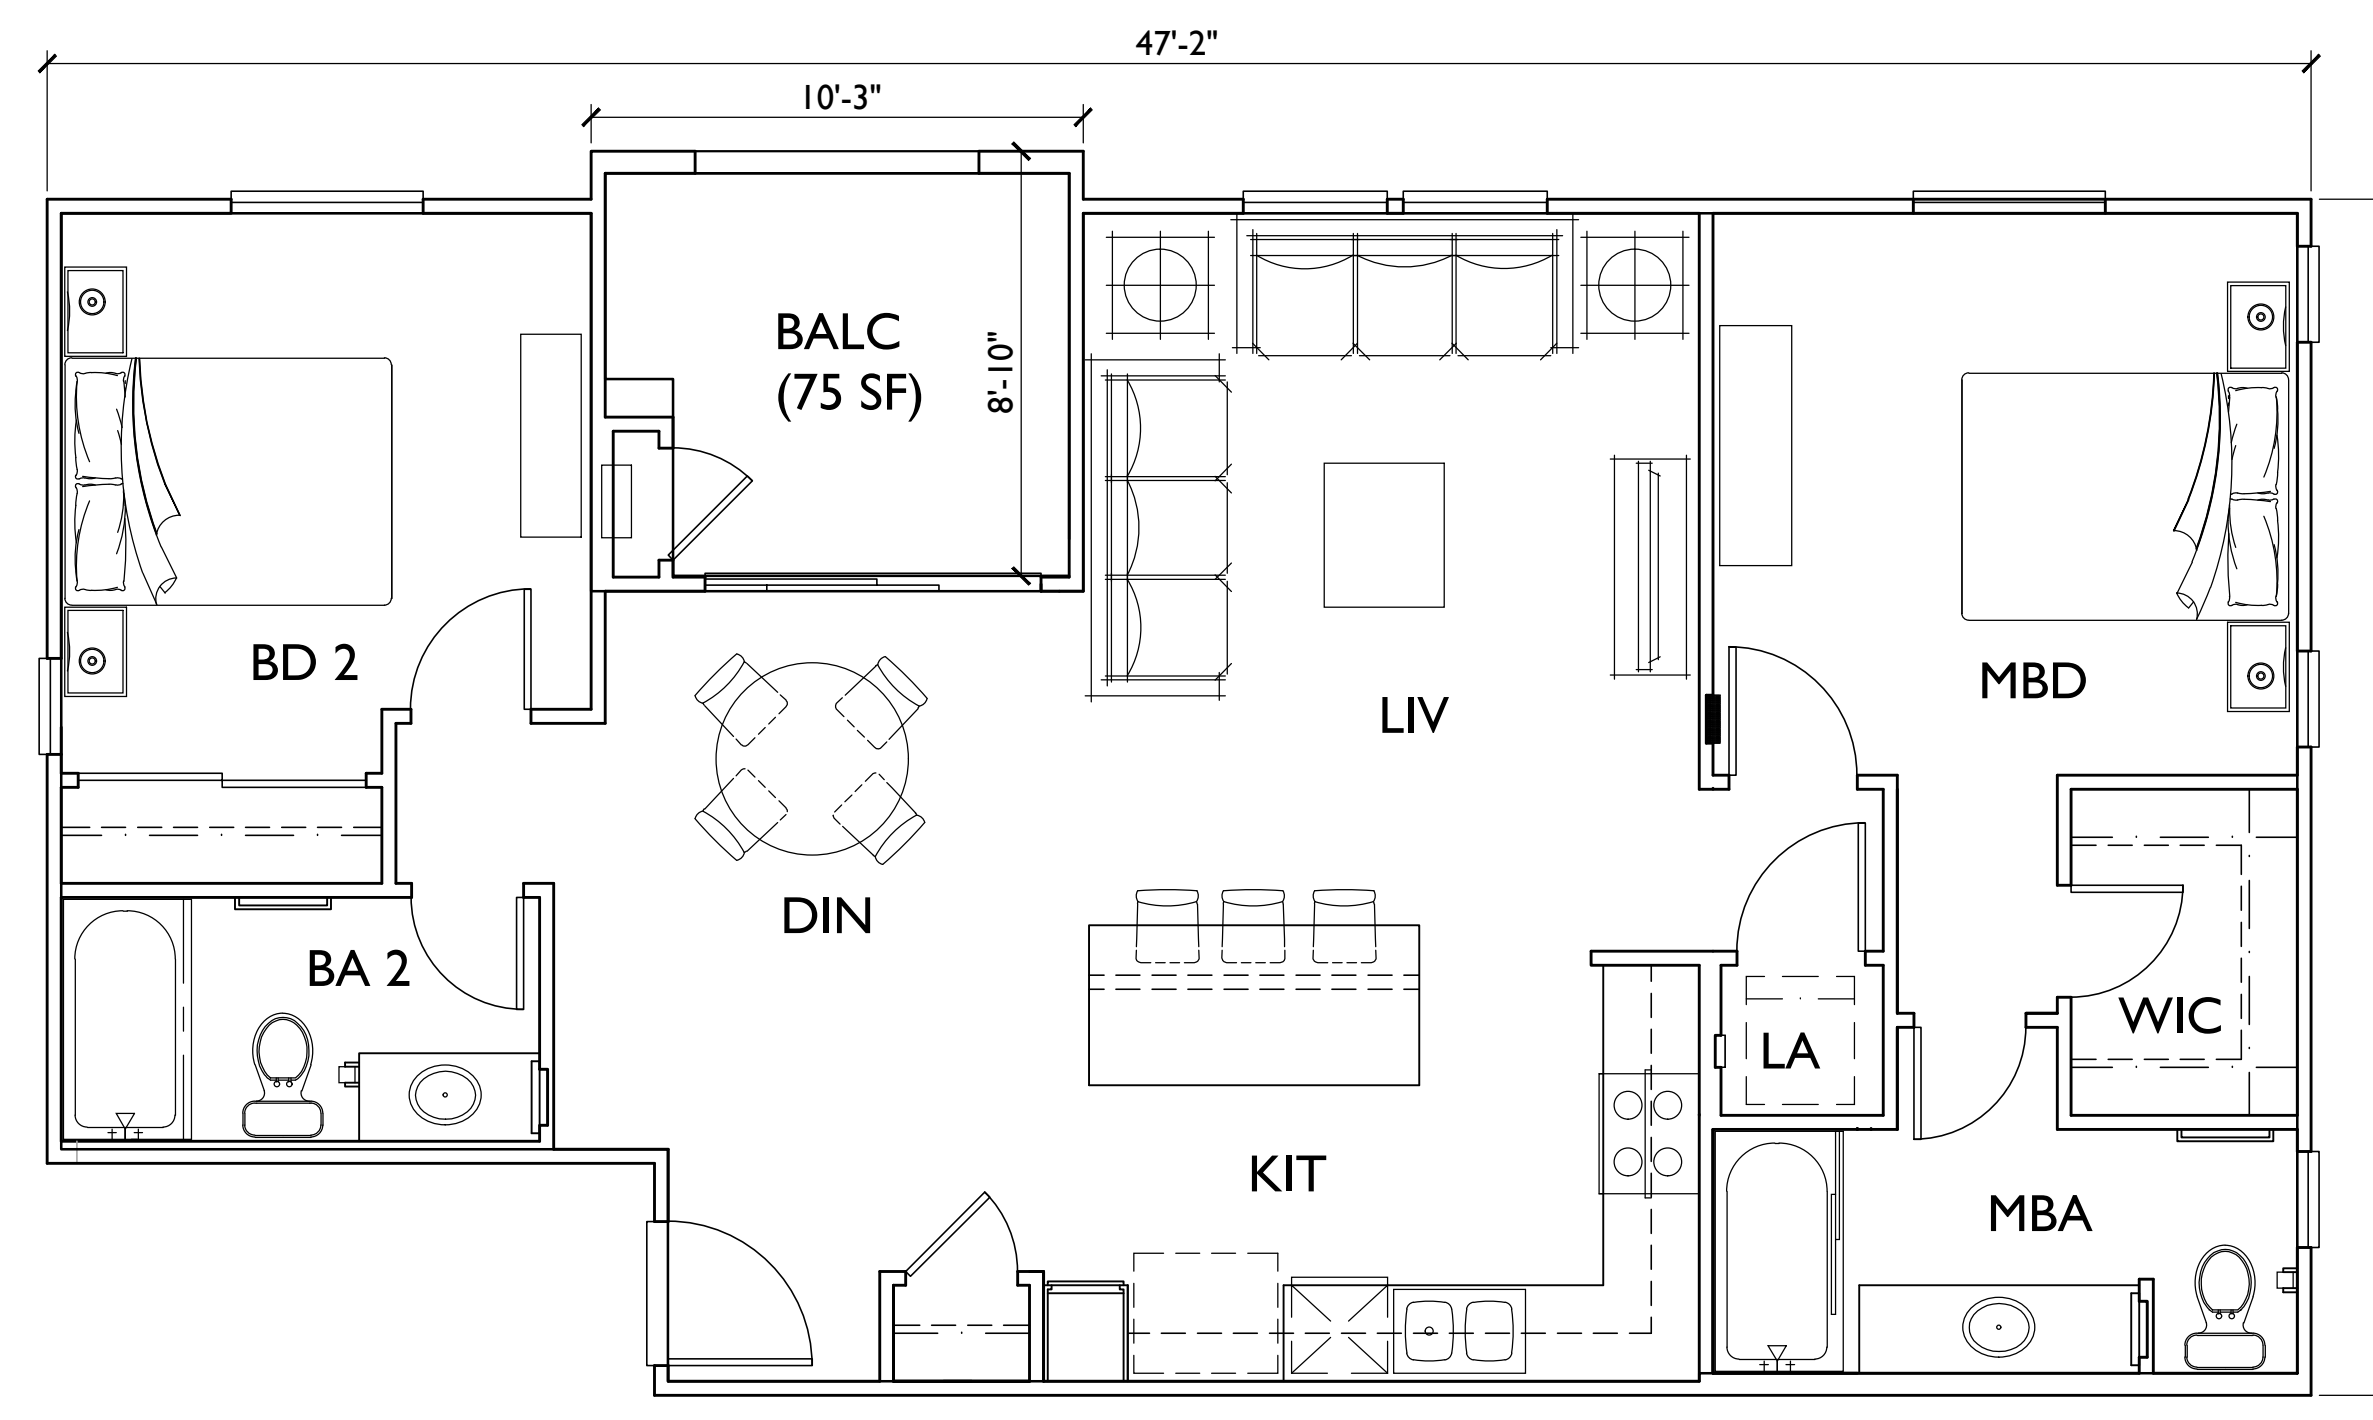 47'-2"
10'-3"
BALC
(75 SF)
8'-10"
BD 2
MBD
LIV
DIN
BA 2
WIC
LA
KIT
MBA